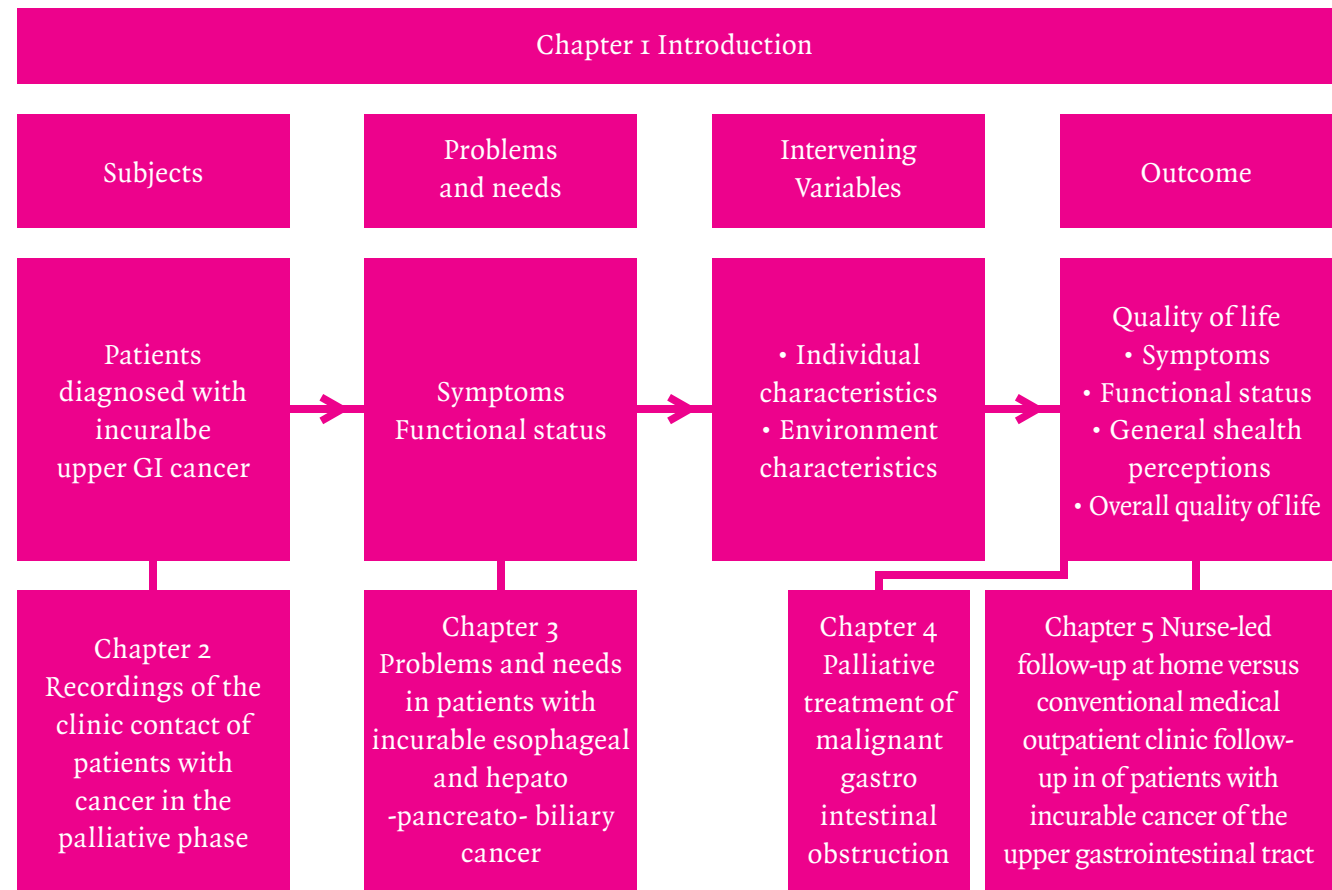 Chapter 1 Introduction
Subjects
Problems
and needs
Intervening
Variables
Outcome
Patients
diagnosed with
incuralbe
upper GI cancer
Symptoms
Functional status
• Individual
characteristics
• Environment
characteristics
Quality of life
• Symptoms
• Functional status
• General shealth
perceptions
• Overall quality of life
Chapter 2
Recordings of the
clinic contact of
patients with
cancer in the
palliative phase
Chapter 3
Problems and needs
in patients with
incurable esophageal
and hepato
-pancreato- biliary
cancer
Chapter 4
Palliative
treatment of
malignant
gastro
intestinal
obstruction
Chapter 5 Nurse-led
follow-up at home versus
conventional medical
outpatient clinic follow-
up in of patients with
incurable cancer of the
upper gastrointestinal tract